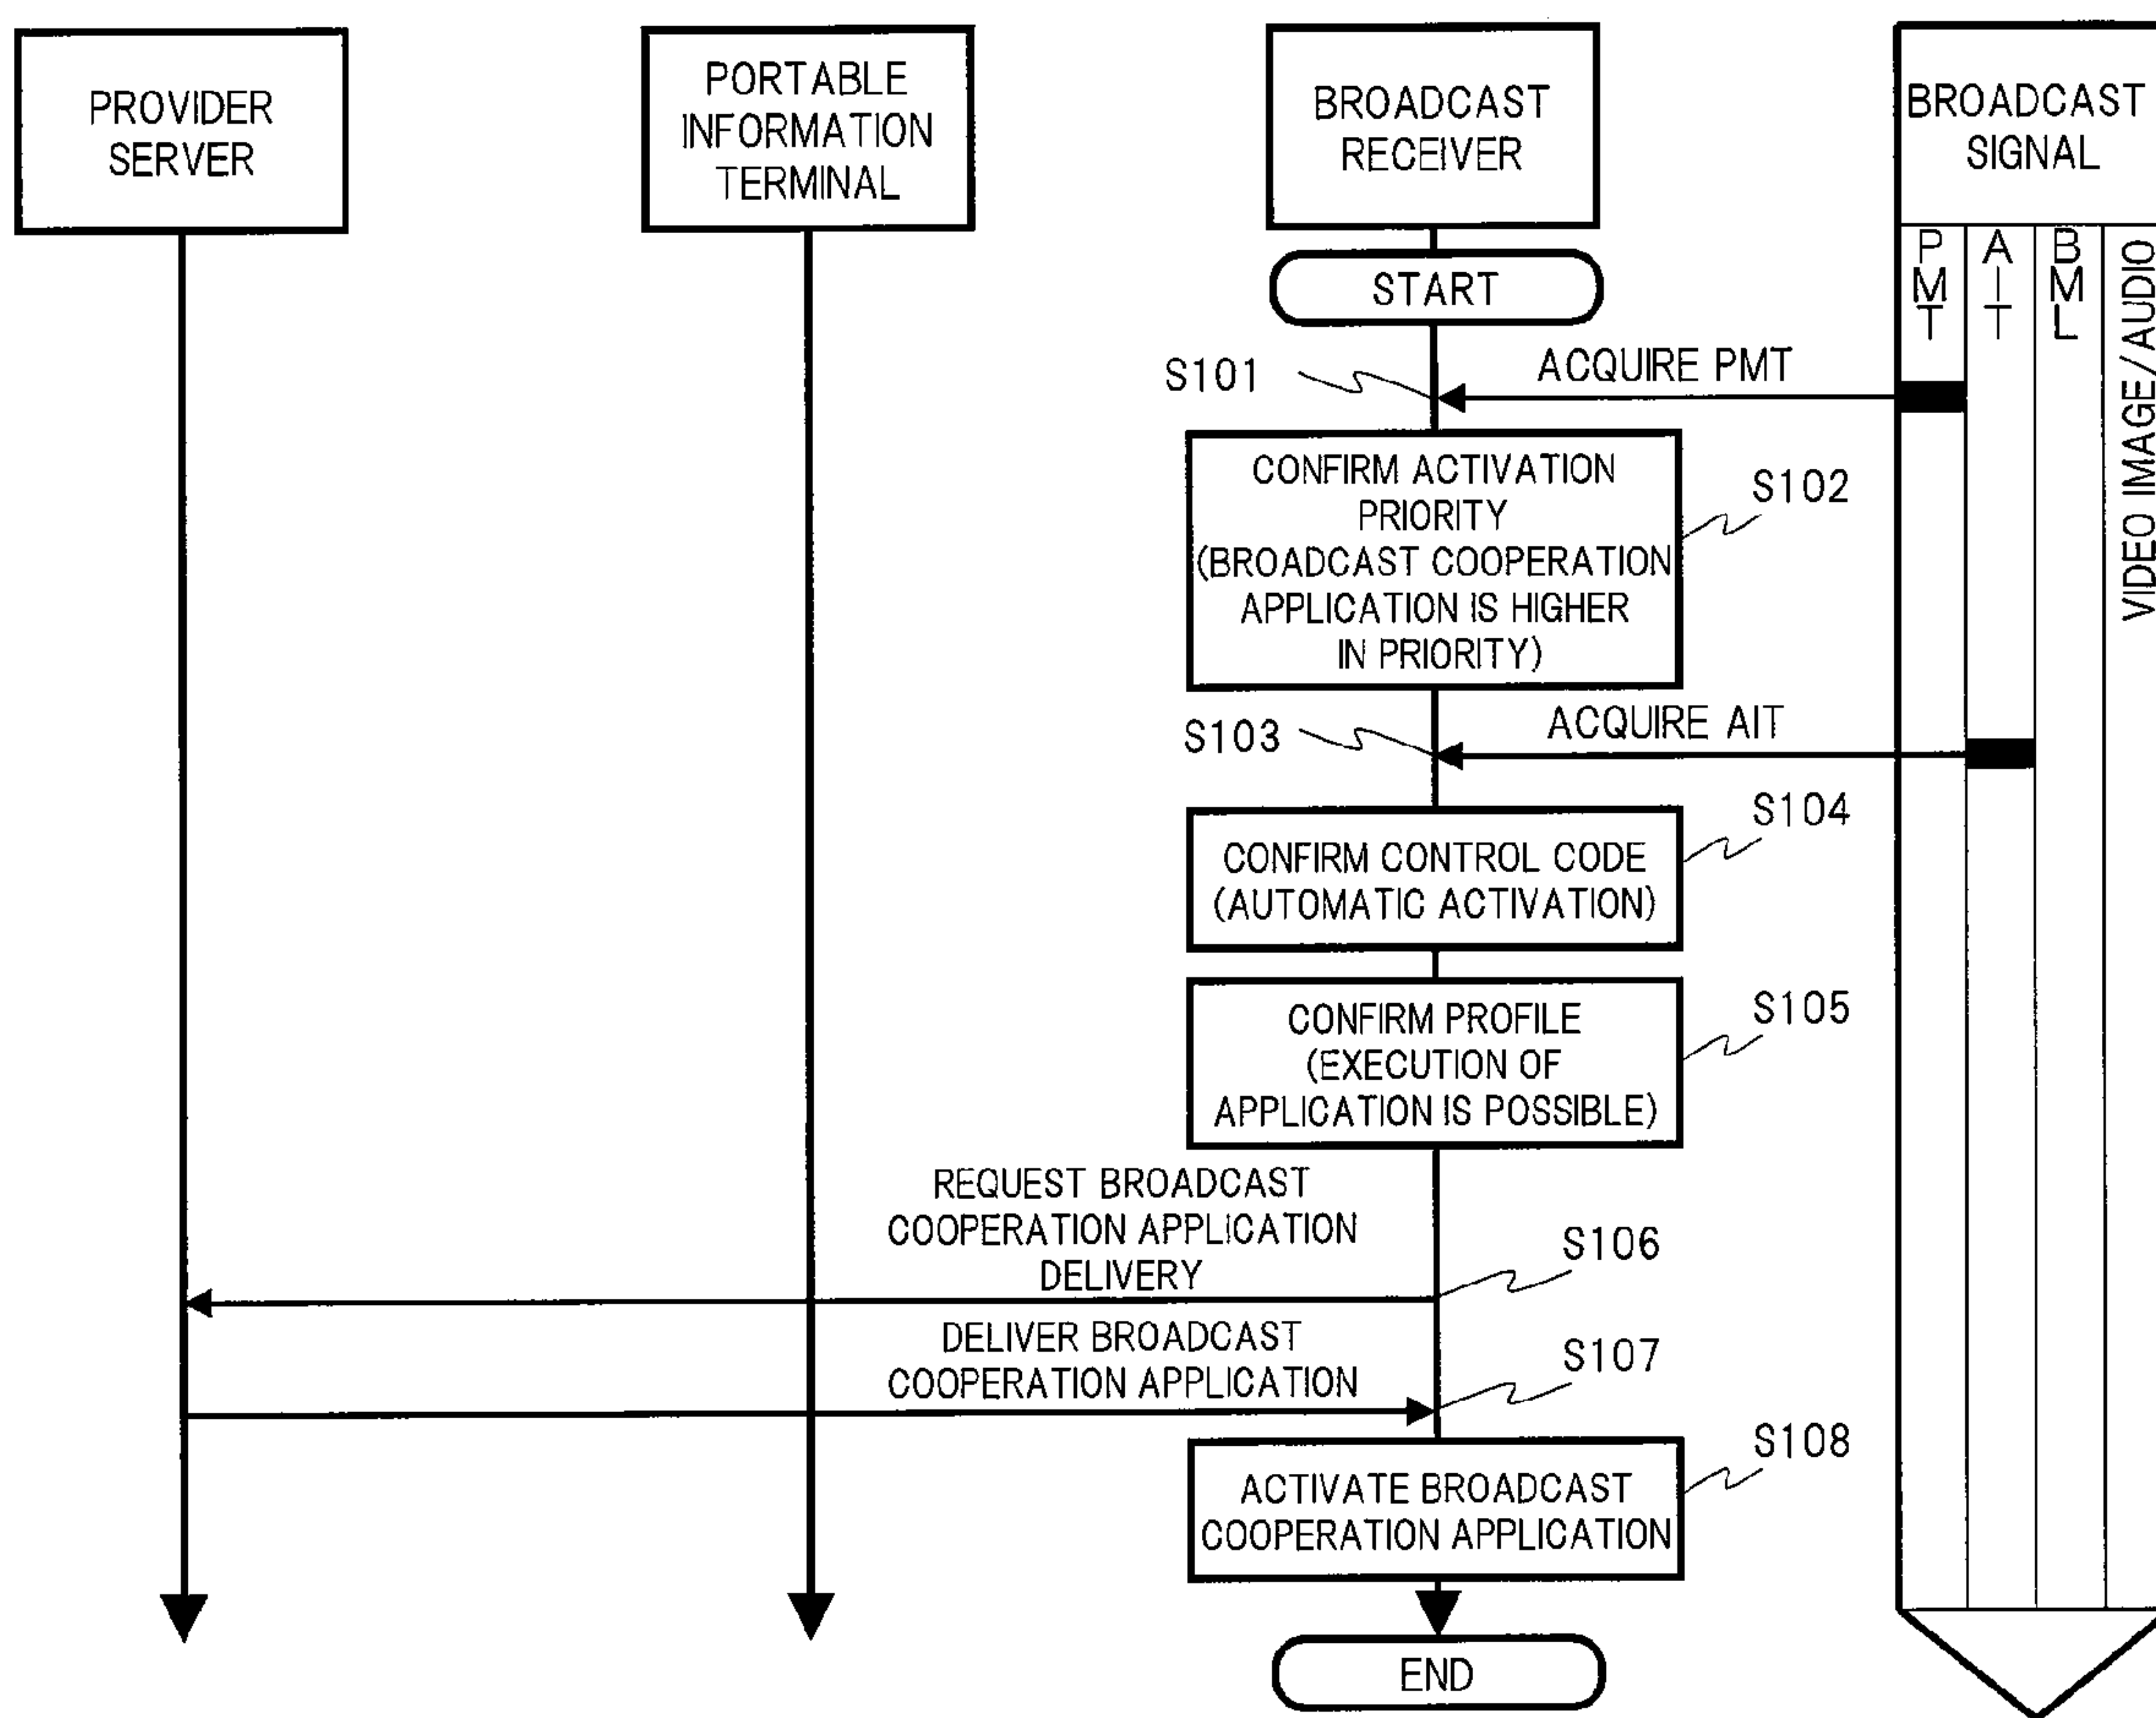 PROVIDER
SERVER
PORTABLE
INFORMATION
TERMINAL
BROADCAST
RECEIVER
BROADCAST
SIGNAL
PMT
AIT
BML
VIDEO IMAGE/AUDIO
START
S101
ACQUIRE PMT
CONFIRM ACTIVATION
PRIORITY
(BROADCAST COOPERATION
APPLICATION IS HIGHER
IN PRIORITY)
S102
S103
ACQUIRE AIT
S104
CONFIRM CONTROL CODE
(AUTOMATIC ACTIVATION)
S105
CONFIRM PROFILE
(EXECUTION OF
APPLICATION IS POSSIBLE)
REQUEST BROADCAST
COOPERATION APPLICATION
DELIVERY
S106
DELIVER BROADCAST
COOPERATION APPLICATION
S107
S108
ACTIVATE BROADCAST
COOPERATION APPLICATION
END